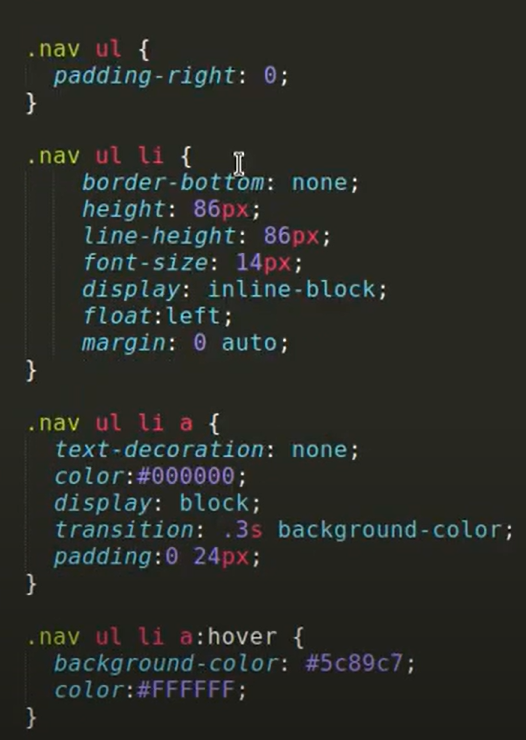 .nav ul {
padding-right: 0;
}
.nav ul li {
border-bottom: none;
height: 86px;
line-height: 86px;
font-size: 14px;
display: inline-block;
float:left;
margin: 0 auto;
}
.nav ul li a {
text-decoration: none;
color:#000000;
display: block;
transition: .3s background-color;
padding:0 24px;
}
.nav ul li a:hover {
background-color: #5c89c7;
color:#FFFFFF;
}